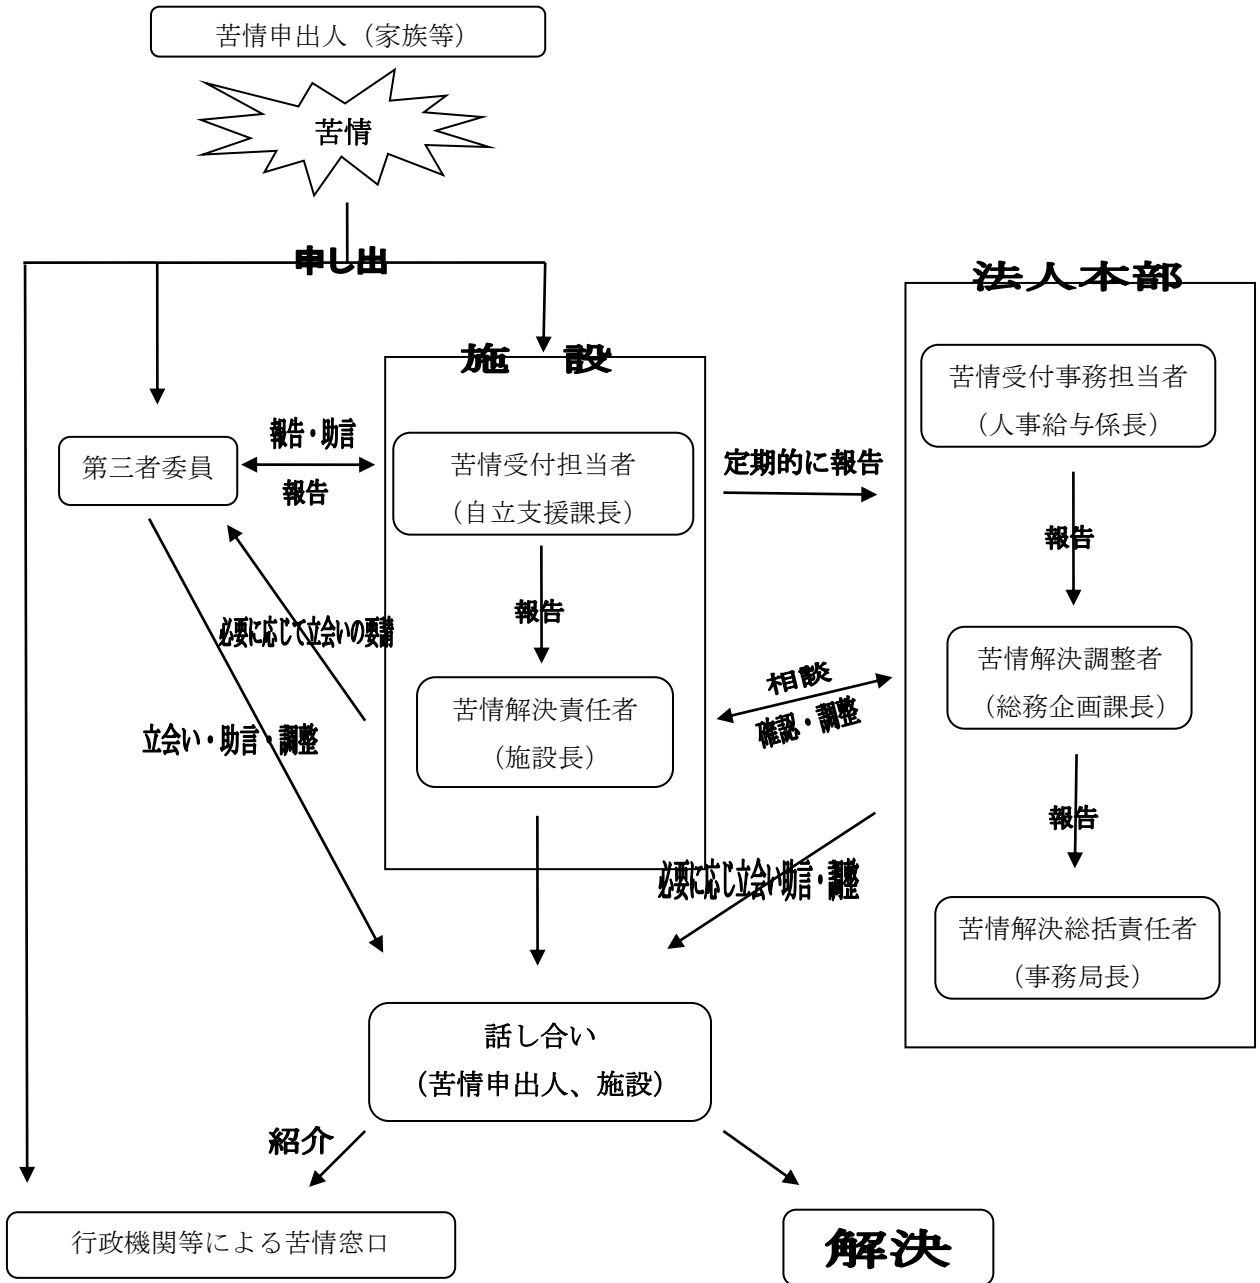 苦情申出人（家族等）
苦情
申し出
法人本部
施　設
苦情受付事務担当者
（人事給与係長）
第三者委員
報告・助言
報告
苦情受付担当者
（自立支援課長）
定期的に報告
報告
報告
必要に応じて立会いの要請
苦情解決責任者
（施設長）
相談
確認・調整
苦情解決調整者
（総務企画課長）
立会い・助言・調整
報告
必要に応じ立会い助言・調整
苦情解決総括責任者
（事務局長）
話し合い
（苦情申出人、施設）
紹介
行政機関等による苦情窓口
解決